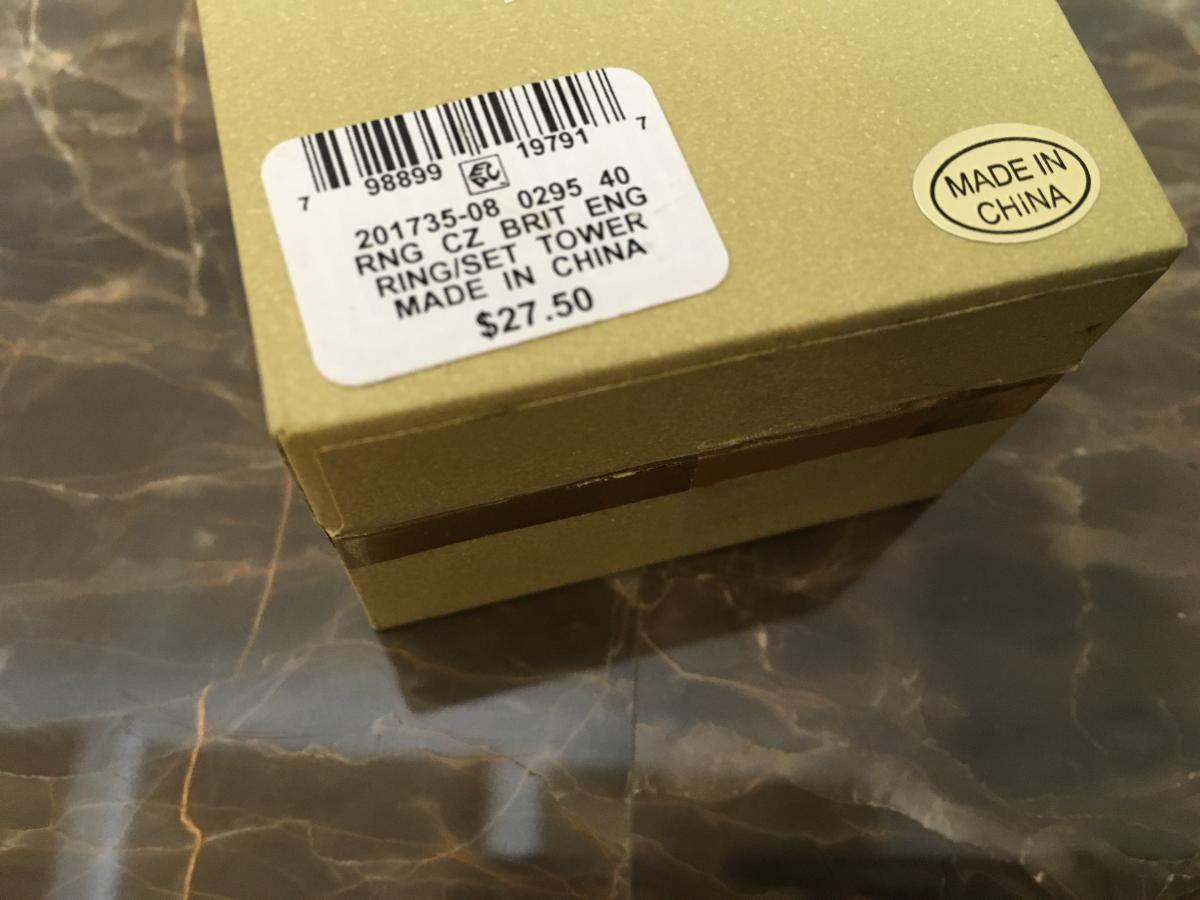 7 98899 19791 7
201735-08 0295 40
RNG CZ BRIT ENG
RING/SET TOWER
MADE IN CHINA
$27.50
MADE IN
CHINA